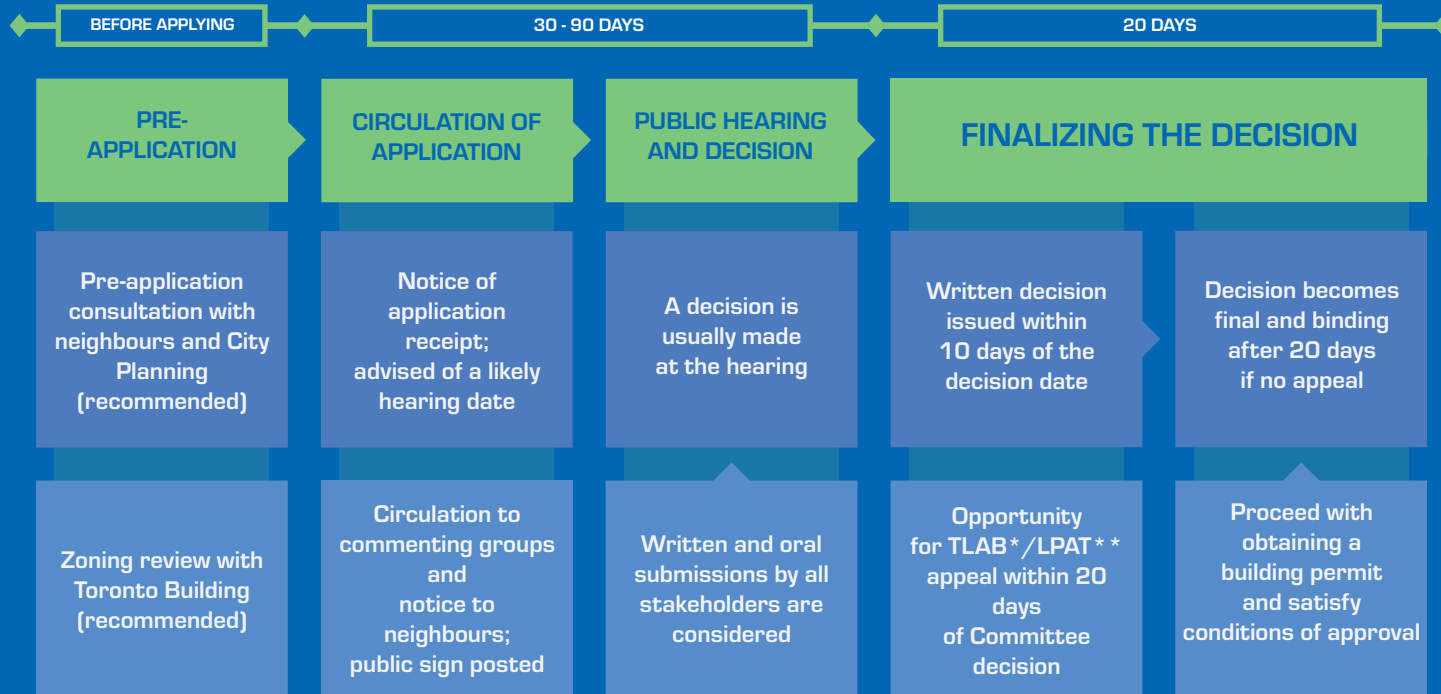 BEFORE APPLYING
30 - 90 DAYS
20 DAYS
PRE-
APPLICATION
CIRCULATION OF
APPLICATION
PUBLIC HEARING
AND DECISION
FINALIZING THE DECISION
Pre-application
consultation with
neighbours and City
Planning
(recommended)
Notice of
application
receipt;
advised of a likely
hearing date
A decision is
usually made
at the hearing
Written decision
issued within
10 days of the
decision date
Decision becomes
final and binding
after 20 days
if no appeal
Zoning review with
Toronto Building
(recommended)
Circulation to
commenting groups
and
notice to
neighbours;
public sign posted
Written and oral
submissions by all
stakeholders are
considered
Opportunity
for TLAB*/LPAT**
appeal within 20
days
of Committee
decision
Proceed with
obtaining a
building permit
and satisfy
conditions of approval